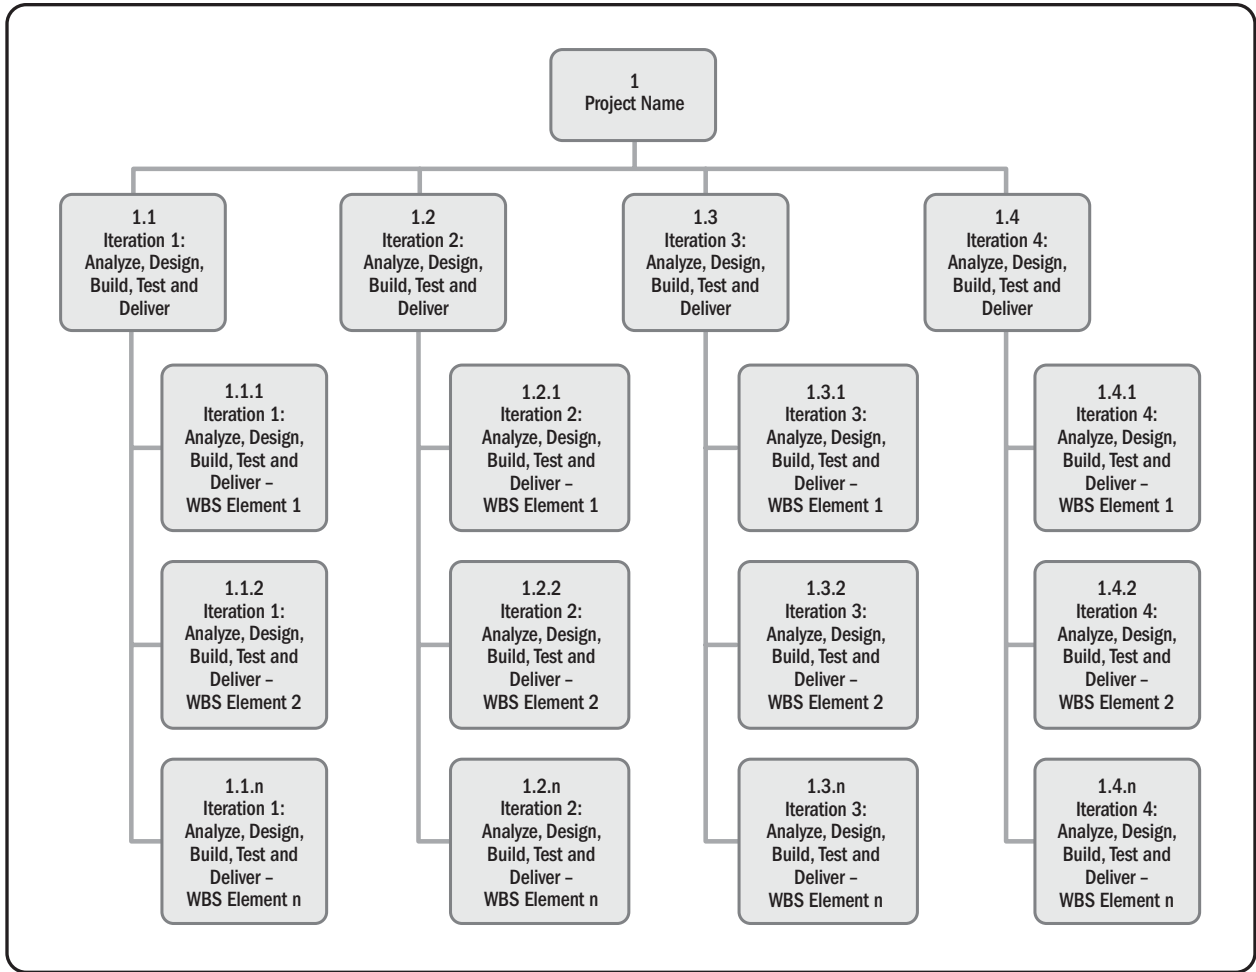 1
Project Name
1.1
Iteration 1:
Analyze, Design,
Build, Test and
Deliver
1.2
Iteration 2:
Analyze, Design,
Build, Test and
Deliver
1.3
Iteration 3:
Analyze, Design,
Build, Test and
Deliver
1.4
Iteration 4:
Analyze, Design,
Build, Test and
Deliver
1.1.1
Iteration 1:
Analyze, Design,
Build, Test and
Deliver –
WBS Element 1
1.2.1
Iteration 2:
Analyze, Design,
Build, Test and
Deliver –
WBS Element 1
1.3.1
Iteration 3:
Analyze, Design,
Build, Test and
Deliver –
WBS Element 1
1.4.1
Iteration 4:
Analyze, Design,
Build, Test and
Deliver –
WBS Element 1
1.1.2
Iteration 1:
Analyze, Design,
Build, Test and
Deliver –
WBS Element 2
1.2.2
Iteration 2:
Analyze, Design,
Build, Test and
Deliver –
WBS Element 2
1.3.2
Iteration 3:
Analyze, Design,
Build, Test and
Deliver –
WBS Element 2
1.4.2
Iteration 4:
Analyze, Design,
Build, Test and
Deliver –
WBS Element 2
1.1.n
Iteration 1:
Analyze, Design,
Build, Test and
Deliver –
WBS Element n
1.2.n
Iteration 2:
Analyze, Design,
Build, Test and
Deliver –
WBS Element n
1.3.n
Iteration 3:
Analyze, Design,
Build, Test and
Deliver –
WBS Element n
1.4.n
Iteration 4:
Analyze, Design,
Build, Test and
Deliver –
WBS Element n